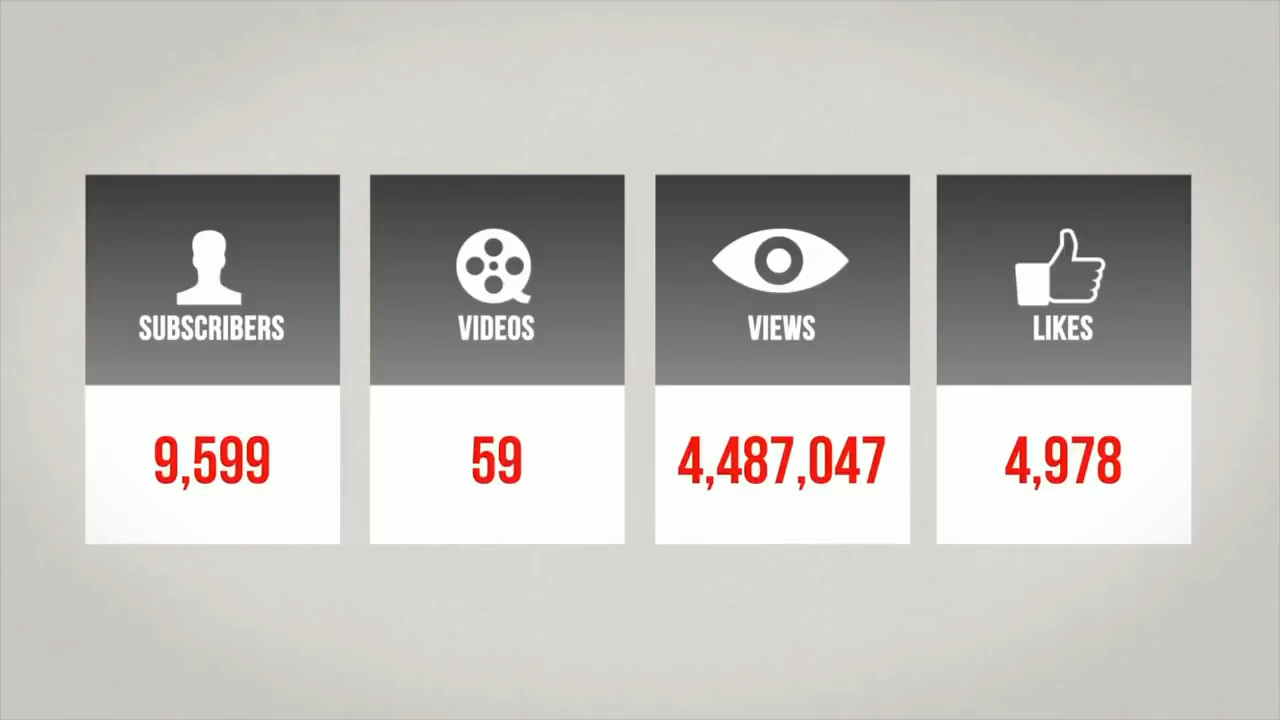 SUBSCRIBERS
9,599
VIDEOS
59
VIEWS
4,487,047
LIKES
4,978